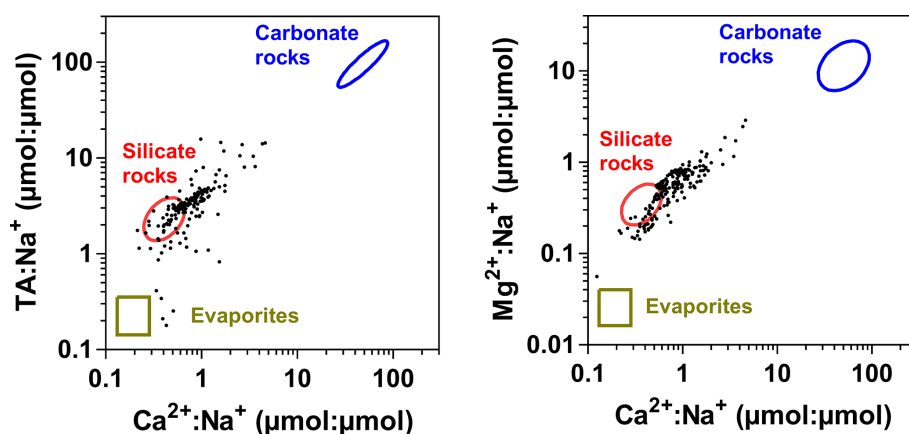 TA:Na⁺ (µmol:µmol)
100
10
1
0.1
Carbonate
rocks
Silicate
rocks
Evaporites
0.1 1 10 100
Ca²⁺:Na⁺ (µmol:µmol)
Mg²⁺:Na⁺ (µmol:µmol)
10
1
0.1
0.01
Carbonate
rocks
Silicate
rocks
Evaporites
0.1 1 10 100
Ca²⁺:Na⁺ (µmol:µmol)